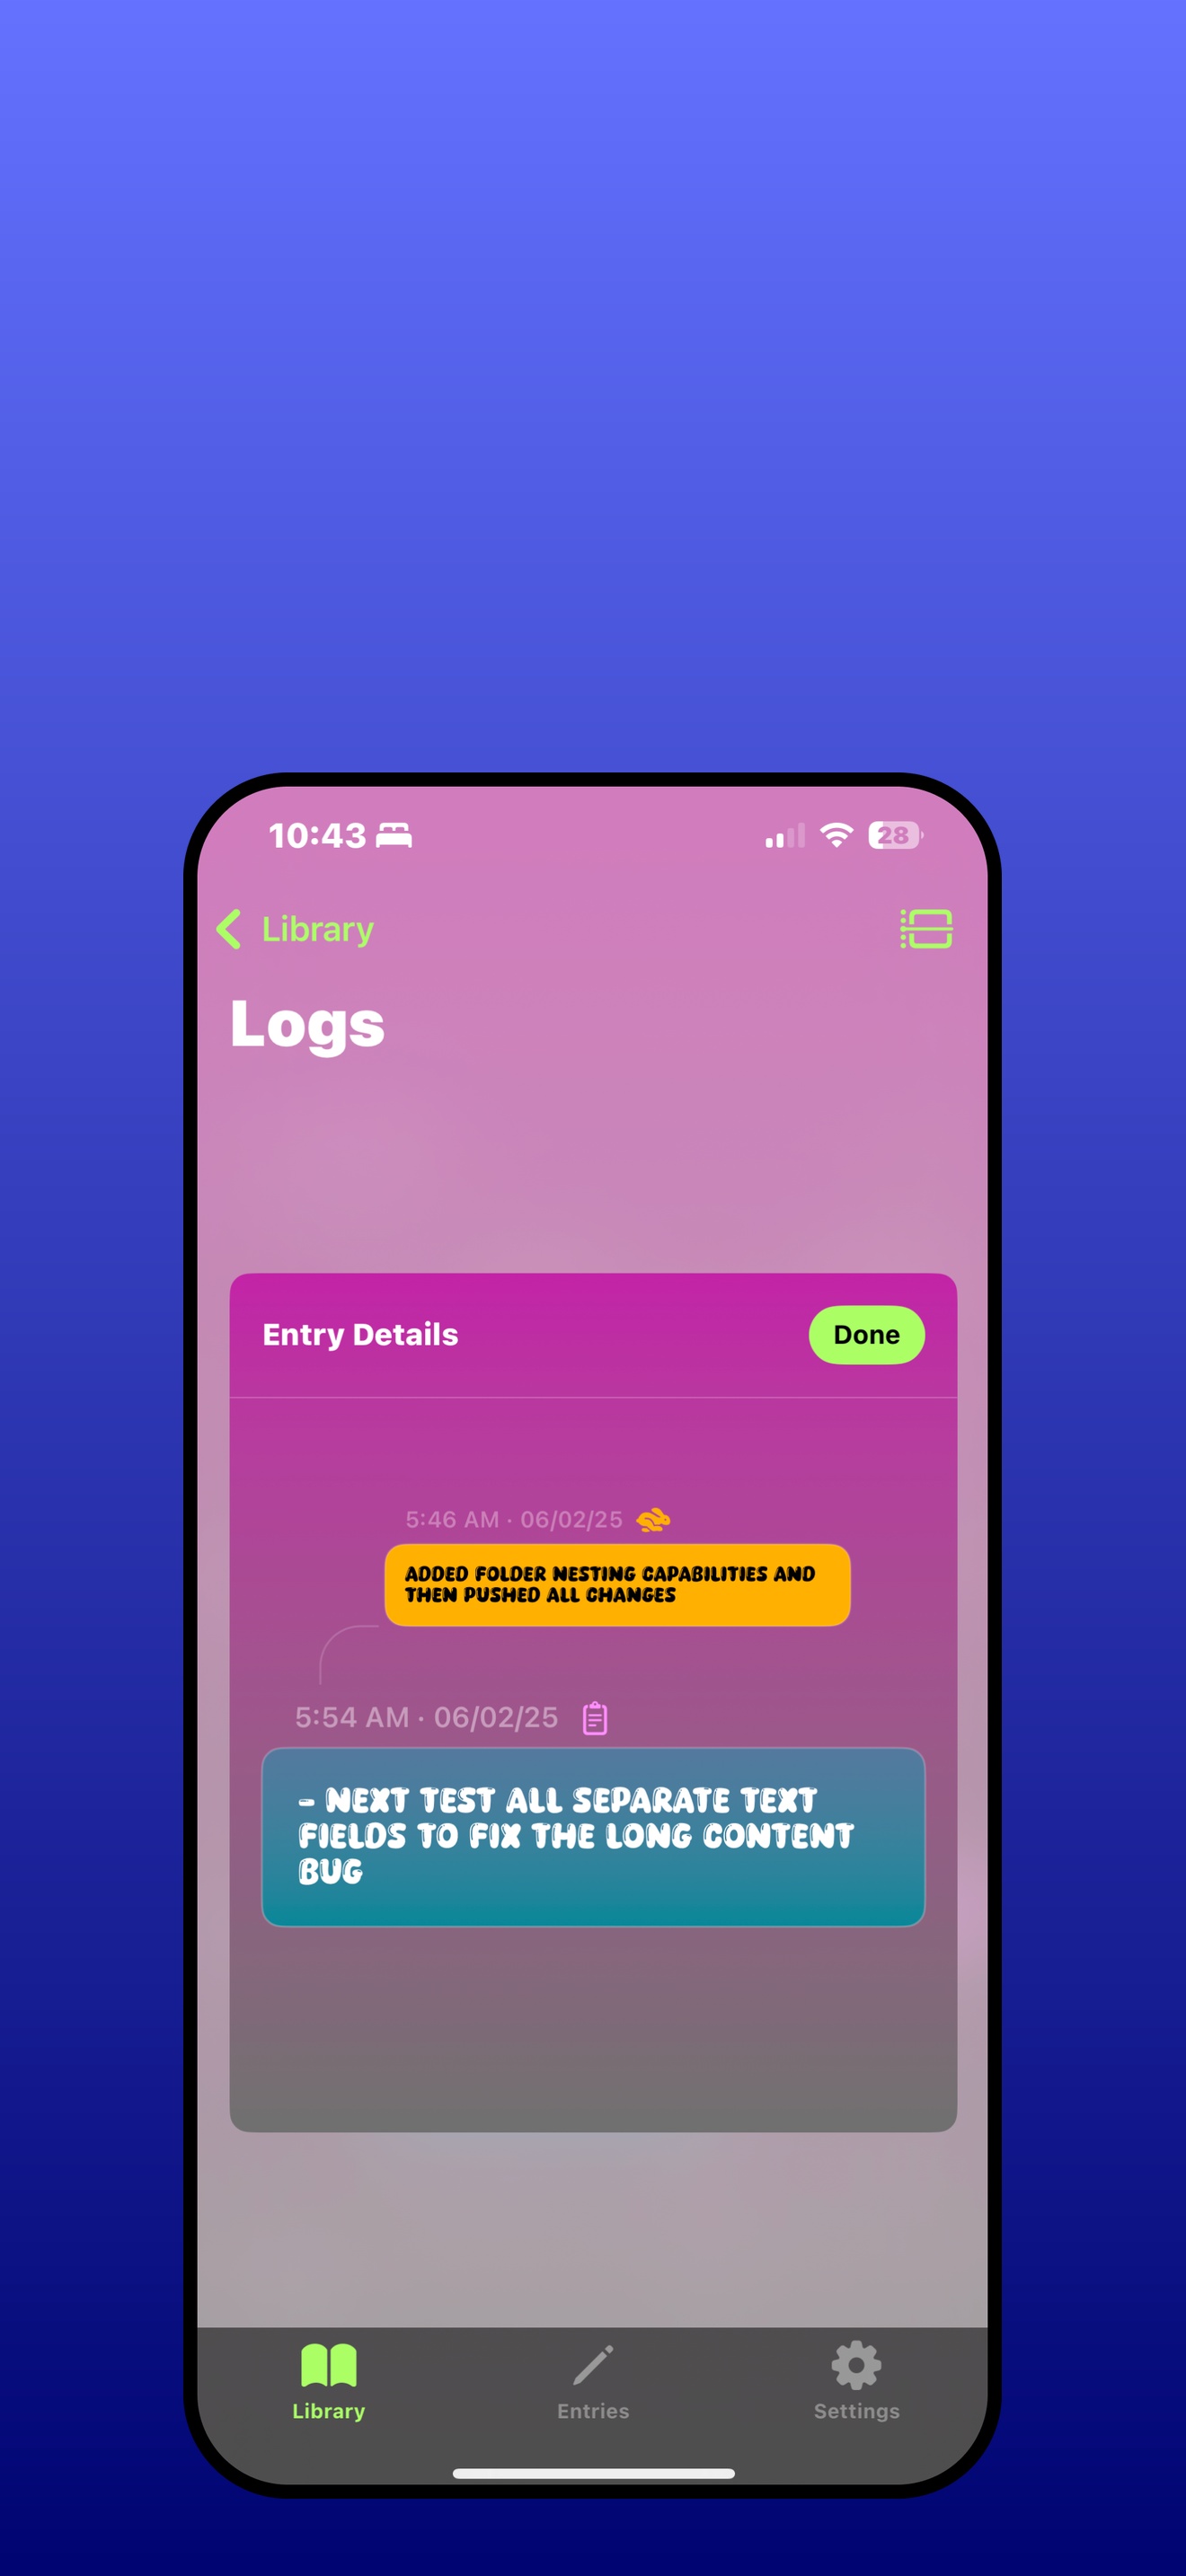 10:43
28
Library
Logs
Entry Details
Done
5:46 AM · 06/02/25
ADDED FOLDER NESTING CAPABILITIES AND
THEN PUSHED ALL CHANGES
5:54 AM · 06/02/25
- NEXT TEST ALL SEPARATE TEXT
FIELDS TO FIX THE LONG CONTENT
BUG
Library
Entries
Settings